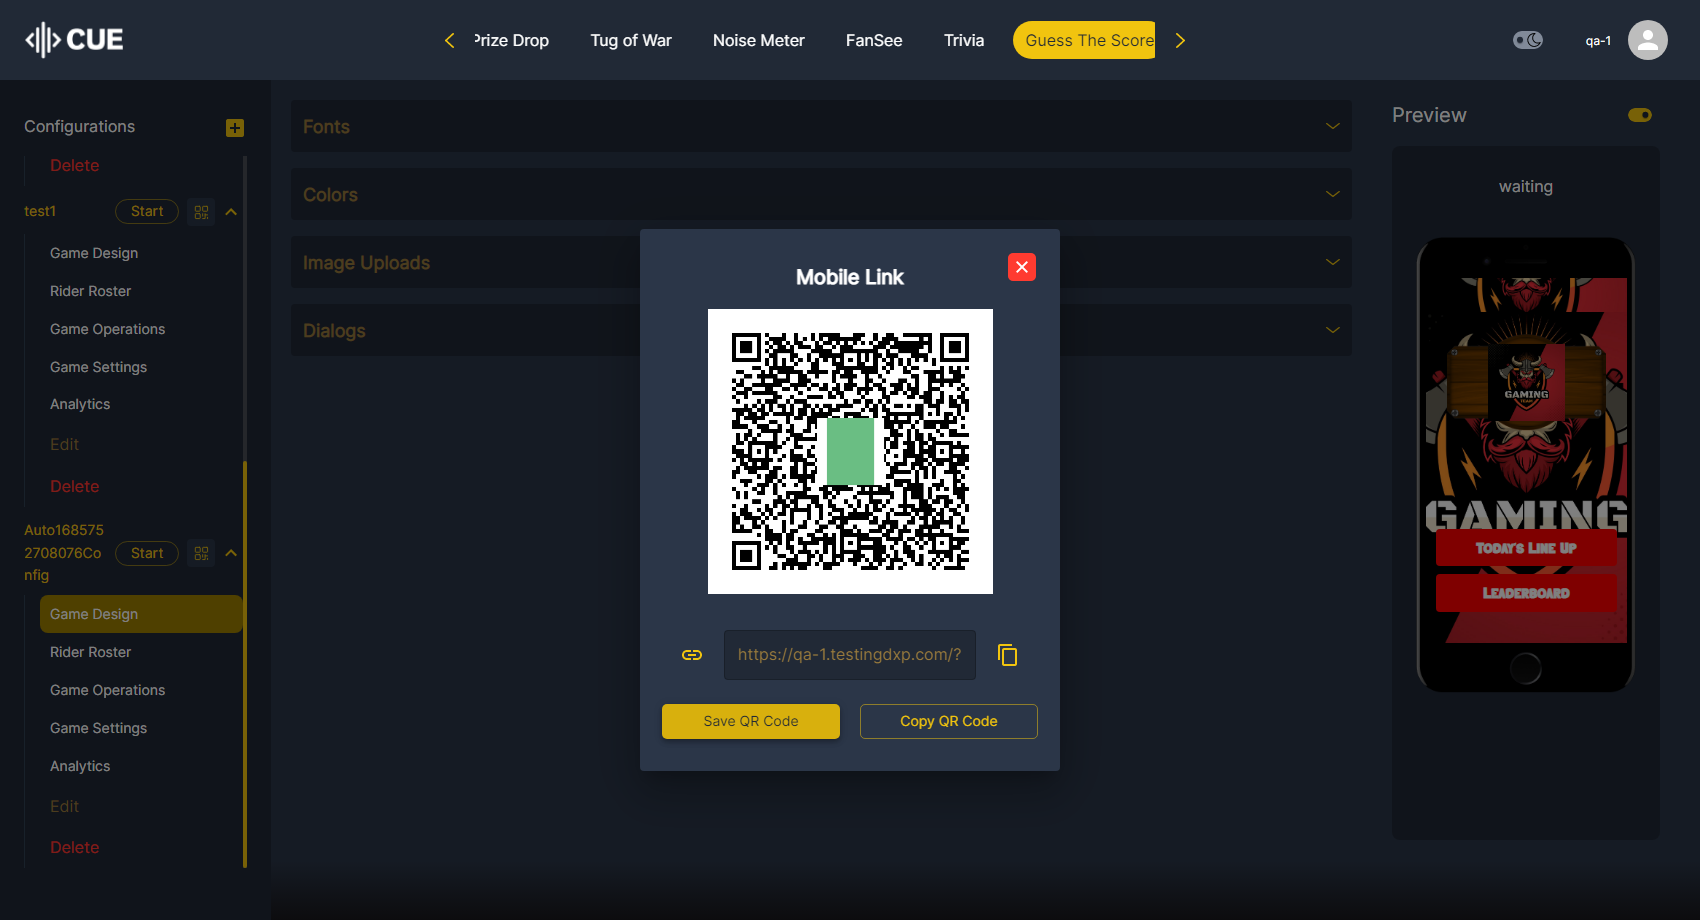 CUE
Prize Drop
Tug of War
Noise Meter
FanSee
Trivia
Guess The Score
qa-1
Configurations
Delete
test1
Start
Game Design
Rider Roster
Game Operations
Game Settings
Analytics
Edit
Delete
Auto168575
2708076Co
nfig
Start
Game Design
Rider Roster
Game Operations
Game Settings
Analytics
Edit
Delete
Fonts
Colors
Image Uploads
Dialogs
Mobile Link
https://qa-1.testingdxp.com/?
Save QR Code
Copy QR Code
Preview
waiting
GAMING
GAMING
Today's Line Up
Leaderboard